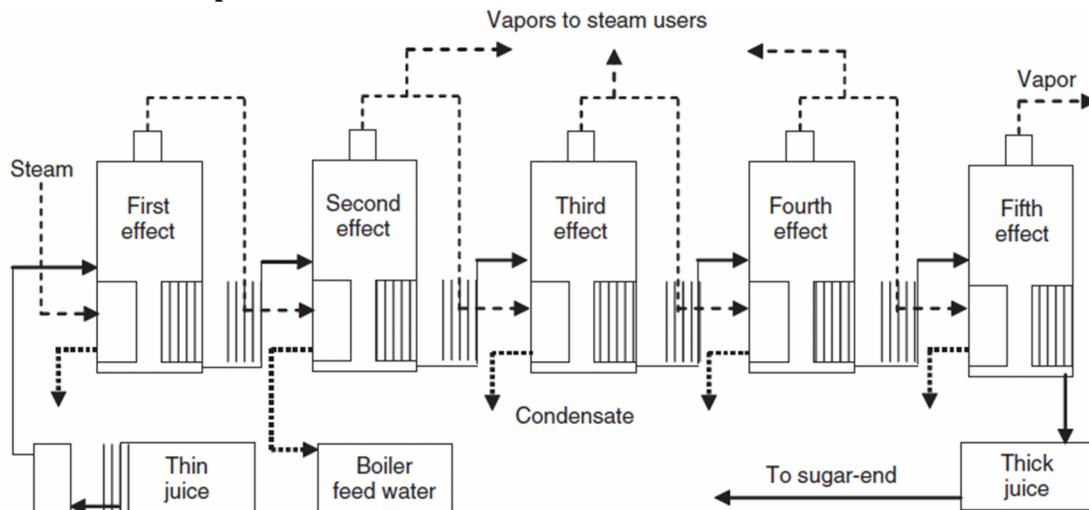 Vapors to steam users
Vapor
Steam
First
effect
Second
effect
Third
effect
Fourth
effect
Fifth
effect
Condensate
Thin
juice
Boiler
feed water
To sugar-end
Thick
juice